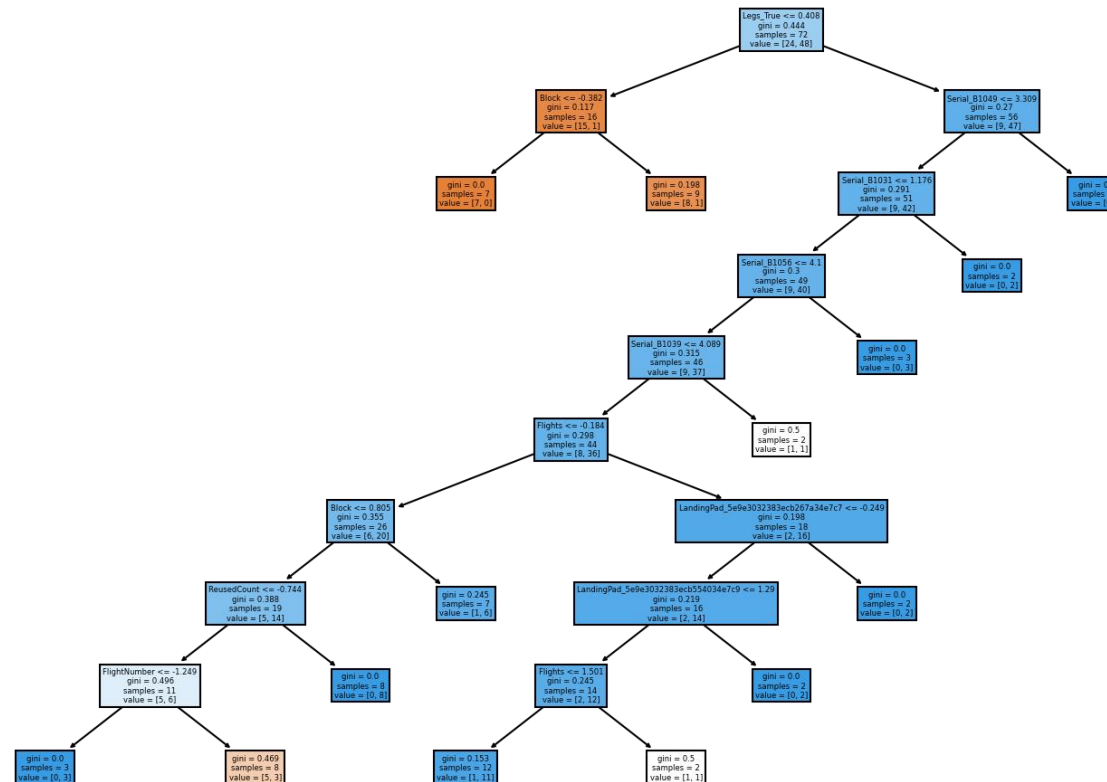 Legs_True <= 0.408
gini = 0.444
samples = 72
value = [24, 48]
Block <= -0.382
gini = 0.117
samples = 16
value = [15, 1]
Serial_B1049 <= 3.309
gini = 0.27
samples = 56
value = [9, 47]
gini = 0.0
samples = 7
value = [7, 0]
gini = 0.198
samples = 9
value = [8, 1]
Serial_B1031 <= 1.176
gini = 0.291
samples = 51
value = [9, 42]
gini = 0
samples
value = [
Serial_B1056 <= 4.1
gini = 0.3
samples = 49
value = [9, 40]
gini = 0.0
samples = 2
value = [0, 2]
Serial_B1039 <= 4.089
gini = 0.315
samples = 46
value = [9, 37]
gini = 0.0
samples = 3
value = [0, 3]
Flights <= -0.184
gini = 0.298
samples = 44
value = [8, 36]
gini = 0.5
samples = 2
value = [1, 1]
Block <= 0.805
gini = 0.355
samples = 26
value = [6, 20]
LandingPad_5e9e3032383ecb267a34e7c7 <= -0.249
gini = 0.198
samples = 18
value = [2, 16]
ReusedCount <= -0.744
gini = 0.388
samples = 19
value = [5, 14]
gini = 0.245
samples = 7
value = [1, 6]
LandingPad_5e9e3032383ecb554034e7c9 <= 1.29
gini = 0.219
samples = 16
value = [2, 14]
gini = 0.0
samples = 2
value = [0, 2]
FlightNumber <= -1.249
gini = 0.496
samples = 11
value = [5, 6]
gini = 0.0
samples = 8
value = [0, 8]
Flights <= 1.501
gini = 0.245
samples = 14
value = [2, 12]
gini = 0.0
samples = 2
value = [0, 2]
gini = 0.0
samples = 3
value = [0, 3]
gini = 0.469
samples = 8
value = [5, 3]
gini = 0.153
samples = 12
value = [1, 11]
gini = 0.5
samples = 2
value = [1, 1]